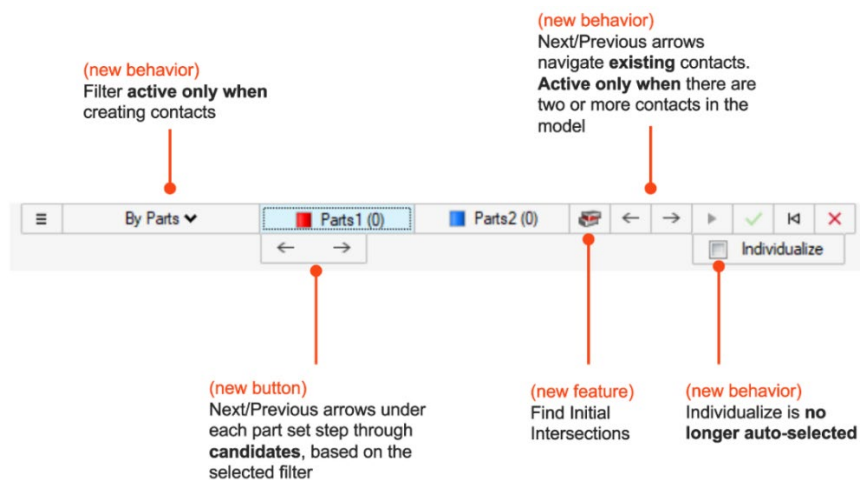 (new behavior)
Next/Previous arrows
navigate existing contacts.
Active only when there are
two or more contacts in the
model
(new behavior)
Filter active only when
creating contacts
By Parts
Parts1 (0)
Parts2 (0)
Individualize
(new button)
Next/Previous arrows under
each part set step through
candidates, based on the
selected filter
(new feature)
Find Initial
Intersections
(new behavior)
Individualize is no
longer auto-selected